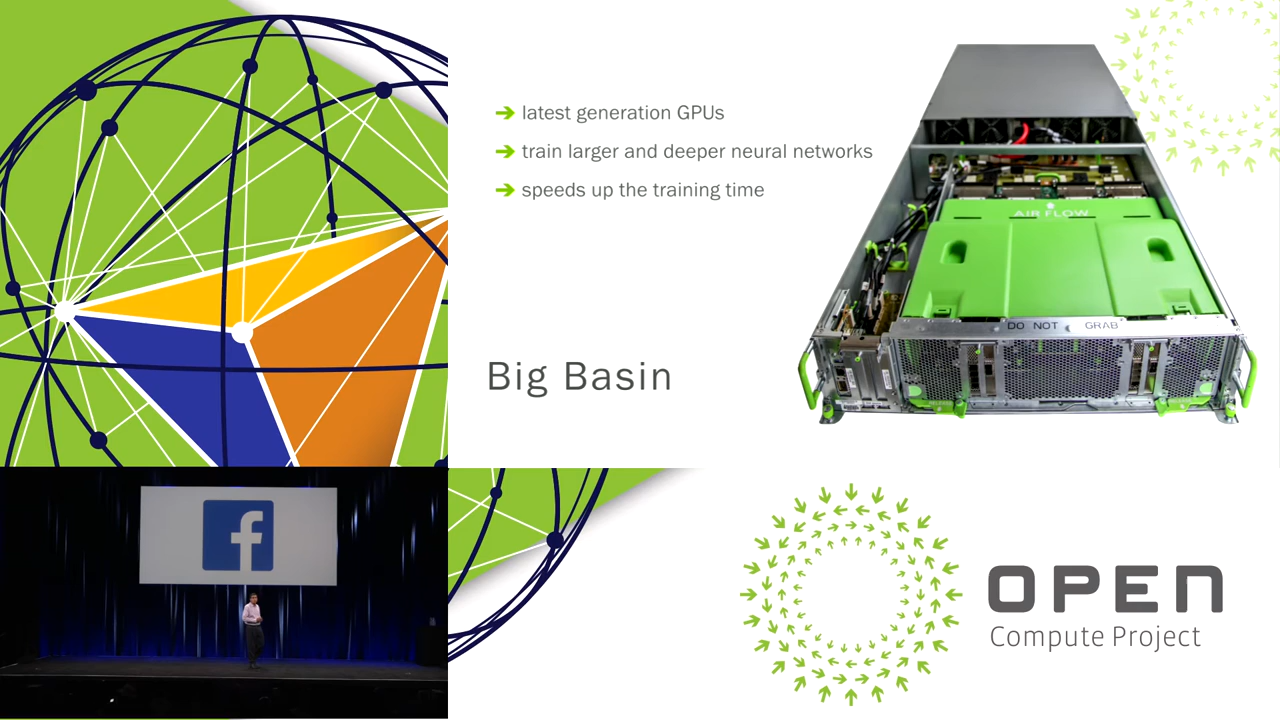 latest generation GPUs
train larger and deeper neural networks
speeds up the training time
AIR FLOW
DO NOT GRAB
Big Basin
f
OPEN
Compute Project